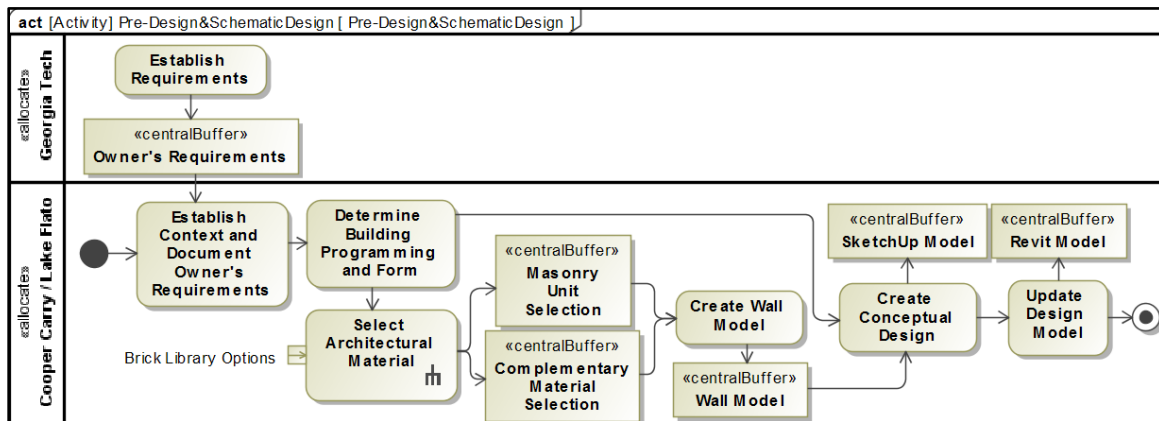 act [Activity] Pre-Design&SchematicDesign [ Pre-Design&SchematicDesign ]
«allocate»
Georgia Tech
Establish
Requirements
«centralBuffer»
Owner's Requirements
«allocate»
Cooper Carry / Lake Flato
Establish
Context and
Document
Owner's
Requirements
Determine
Building
Programming
and Form
Brick Library Options
Select
Architectural
Material
«centralBuffer»
Masonry
Unit
Selection
«centralBuffer»
Complementary
Material
Selection
Create Wall
Model
«centralBuffer»
Wall Model
«centralBuffer»
SketchUp Model
Create
Conceptual
Design
«centralBuffer»
Revit Model
Update
Design
Model